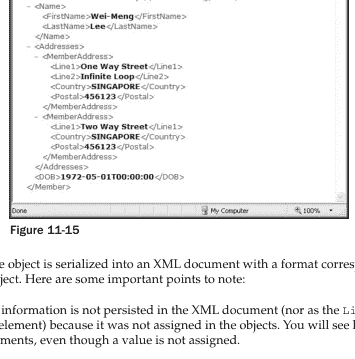 - <Name>
<FirstName>Wei-Meng</FirstName>
<LastName>Lee</LastName>
</Name>
- <Addresses>
- <MemberAddress>
<Line1>One Way Street</Line1>
<Line2>Infinite Loop</Line2>
<Country>SINGAPORE</Country>
<Postal>456123</Postal>
</MemberAddress>
- <MemberAddress>
<Line1>Two Way Street</Line1>
<Country>SINGAPORE</Country>
<Postal>456123</Postal>
</MemberAddress>
</Addresses>
<DOB>1972-05-01T00:00:00</DOB>
</Member>
Done My Computer 100%
Figure 11-15
e object is serialized into an XML document with a format corres
ject. Here are some important points to note:
information is not persisted in the XML document (nor as the Li
element) because it was not assigned in the objects. You will see
ments, even though a value is not assigned.